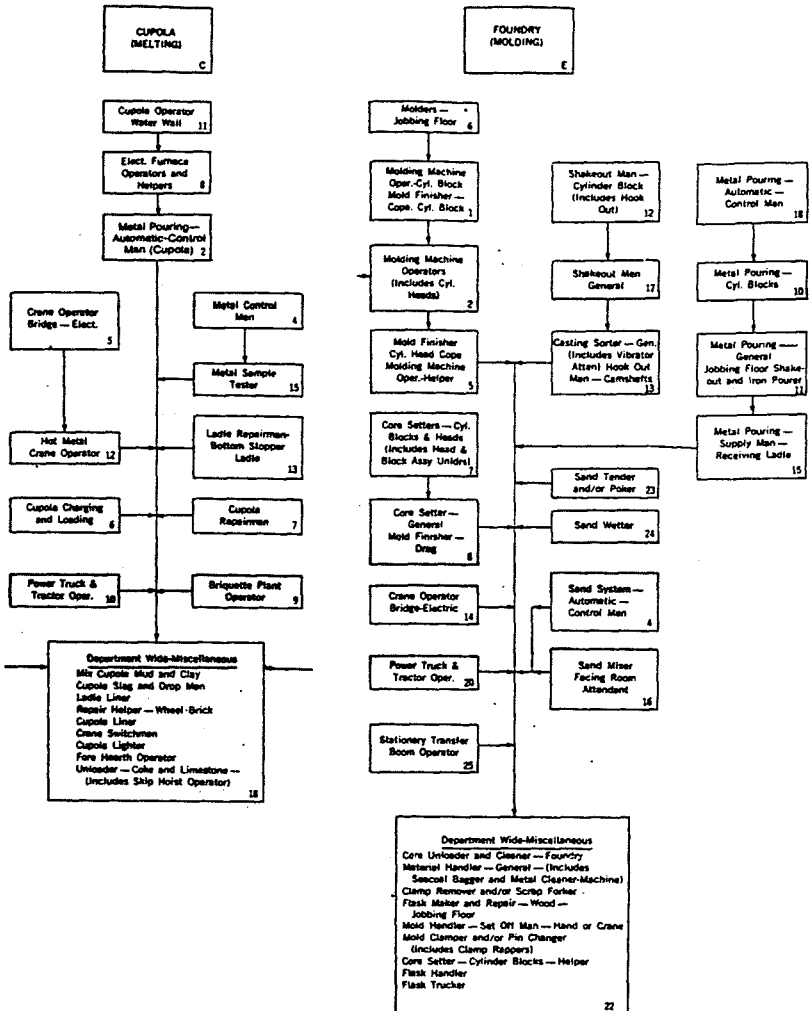 CUPOLA
(MELTING)
C
Cupola Operator
Water Wall
11
Elect. Furnace
Operators and
Helpers
8
Metal Pouring—
Automatic-Control
Man (Cupola)
2
Crane Operator
Bridge — Elect.
5
Metal Control
Men
4
Metal Sample
Tester
15
Hot Metal
Crane Operator
12
Ladle Repairman-
Bottom Stopper
Ladle
13
Cupola Charging
and Loading
6
Cupola
Repairman
7
Power Truck &
Tractor Oper.
10
Briquette Plant
Operator
9
Department Wide-Miscellaneous
Mix Cupola Mud and Clay
Cupola Slag and Drop Men
Ladle Liner
Repair Helper — Wheel-Brick
Cupola Liner
Crane Switchmen
Cupola Lighter
Fore Hearth Operator
Unloader — Coke and Limestone —
(Includes Skip Hoist Operator)
18
FOUNDRY
(MOLDING)
E
Molders —
Jobbing Floor
6
Molding Machine
Oper.-Cyl. Block
Mold Finisher —
Cope, Cyl. Block
1
Molding Machine
Operators
(Includes Cyl.
Heads)
2
Mold Finisher
Cyl. Head Cope
Molding Machine
Oper.-Helper
5
Shakeout Man —
Cylinder Block
(Includes Hook
Out)
12
Shakeout Men
General
17
Casting Sorter — Gen.
(Includes Vibrator
Atten) Hook Out
Man — Camshafts
13
Metal Pouring —
Automatic —
Control Men
18
Metal Pouring —
Cyl. Blocks
10
Metal Pouring —
General
Jobbing Floor Shake-
out and Iron Pourer
11
Metal Pouring —
Supply Man —
Receiving Ladle
15
Core Setters — Cyl.
Blocks & Heads
(Includes Head &
Block Assy Unldrs)
7
Sand Tender
and/or Poker
23
Core Setter —
General
Mold Finisher —
Drag
8
Sand Wetter
24
Crane Operator
Bridge-Electric
14
Sand System —
Automatic —
Control Men
4
Power Truck &
Tractor Oper.
20
Sand Mixer
Facing Room
Attendant
16
Stationery Transfer
Boom Operator
25
Department Wide-Miscellaneous
Core Unloader and Cleaner — Foundry
Material Handler — General — (Includes
Seacoal Bagger and Metal Cleaner-Machine)
Clamp Remover and/or Scrap Forker
Flask Maker and Repair — Wood —
Jobbing Floor
Mold Handler — Set Off Man — Hand or Crane
Mold Clamper and/or Pin Changer
(Includes Clamp Rappers)
Core Setter — Cylinder Blocks — Helper
Flask Handler
Flask Trucker
22